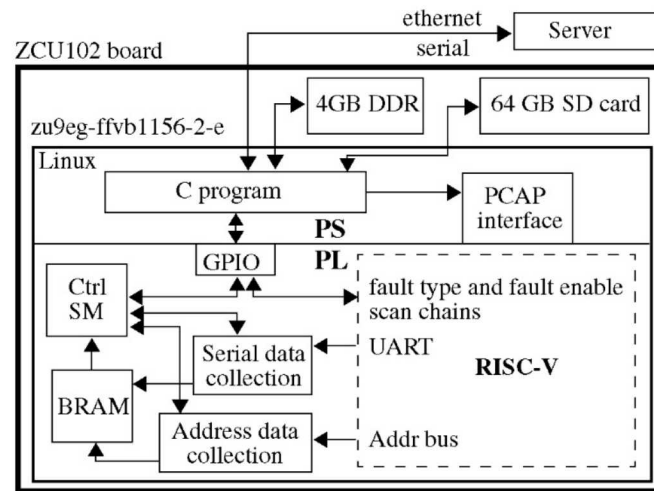 ethernet
serial
Server
ZCU102 board
4GB DDR
64 GB SD card
zu9eg-ffvb1156-2-e
Linux
C program
PCAP
interface
PS
GPIO
PL
Ctrl
SM
fault type and fault enable
scan chains
Serial data
collection
UART
RISC-V
BRAM
Address data
collection
Addr bus